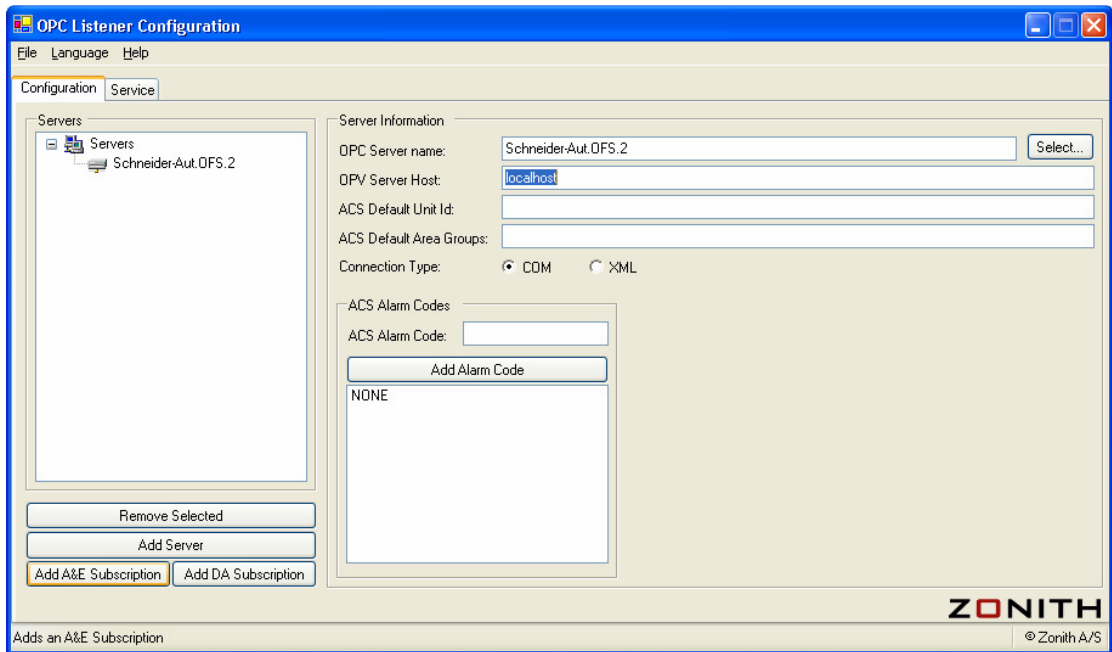 OPC Listener Configuration
File Language Help
Configuration Service
Servers
Servers
Schneider-Aut.OFS.2
Remove Selected
Add Server
Add A&E Subscription Add DA Subscription
Server Information
OPC Server name: Schneider-Aut.OFS.2 Select...
OPV Server Host: localhost
ACS Default Unit Id:
ACS Default Area Groups:
Connection Type: COM XML
ACS Alarm Codes
ACS Alarm Code:
Add Alarm Code
NONE
ZONITH
Adds an A&E Subscription © Zonith A/S